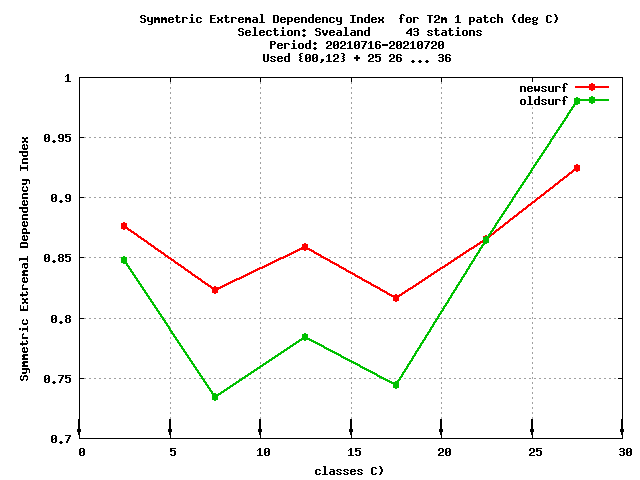 Symmetric Extremal Dependency Index  for T2m 1 patch (deg C)
Selection: Svealand     43 stations
Period: 20210716-20210720
Used {00,12} + 25 26 ... 36
newsurf
oldsurf
Symmetric Extremal Dependency Index
1
0.95
0.9
0.85
0.8
0.75
0.7
0 5 10 15 20 25 30
classes C)